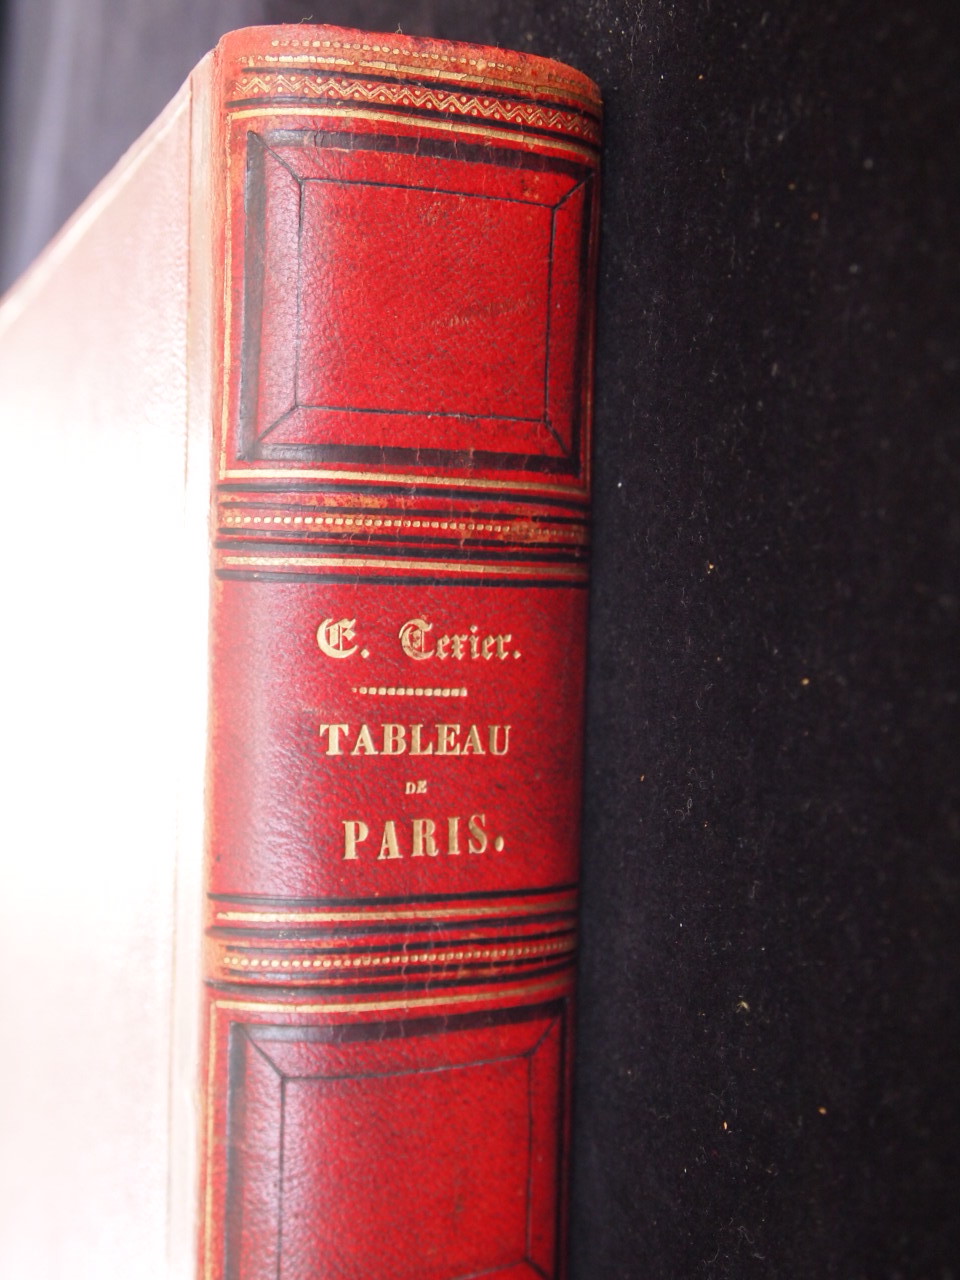 E. Texier.
TABLEAU
DE
PARIS.